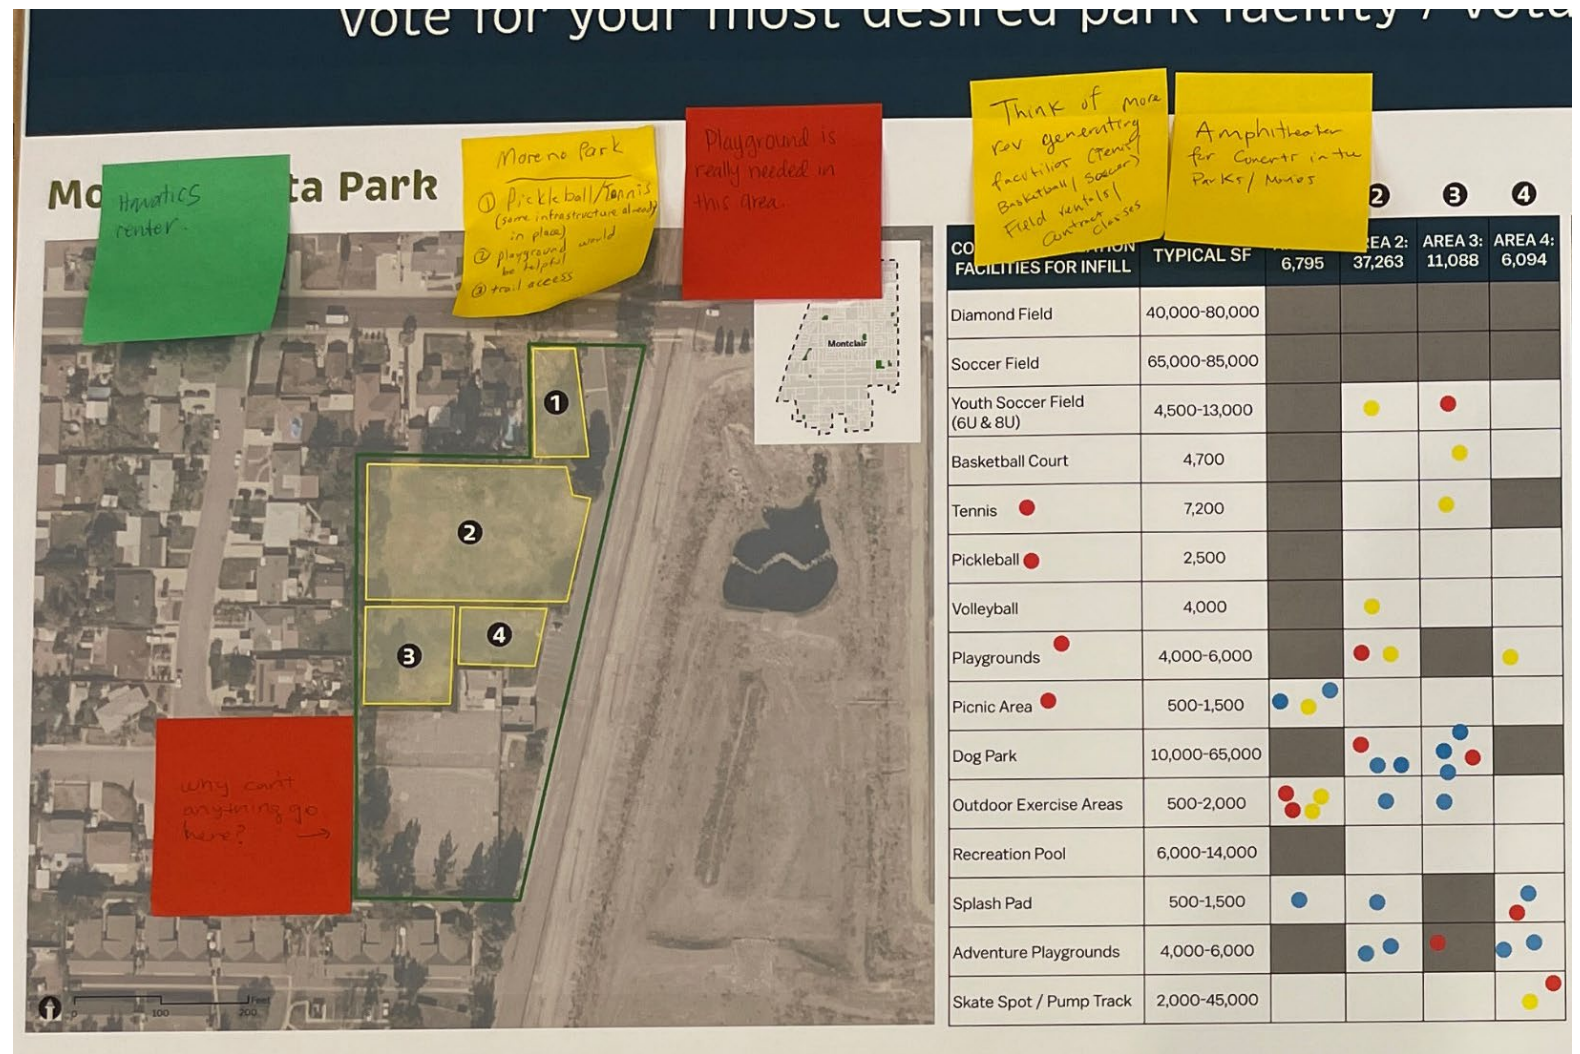 vote for your most desired park facility /
Mo
ta Park
center.
Moreno Park
① Pickleball/Tennis
(some infrastructure already
in place)
② playground would
be helpful
③ trail access
Playground is
really needed in
this area.
Think of more
rev generating
facilities (Tennis/
Basketball/Soccer)
Field rentals/
Contract
Classes
Amphitheater
for Concerts in the
Parks/Movies
Montclair
1
2
3
4
why can't
anything go
here? →
0 100 200 Feet
2 3 4
CO
FACILITIES FOR INFILL TYPICAL SF 6,795 EA 2: 37,263 AREA 3: 11,088 AREA 4: 6,094
Diamond Field 40,000-80,000
Soccer Field 65,000-85,000
Youth Soccer Field
(6U & 8U) 4,500-13,000
Basketball Court 4,700
Tennis 7,200
Pickleball 2,500
Volleyball 4,000
Playgrounds 4,000-6,000
Picnic Area 500-1,500
Dog Park 10,000-65,000
Outdoor Exercise Areas 500-2,000
Recreation Pool 6,000-14,000
Splash Pad 500-1,500
Adventure Playgrounds 4,000-6,000
Skate Spot / Pump Track 2,000-45,000